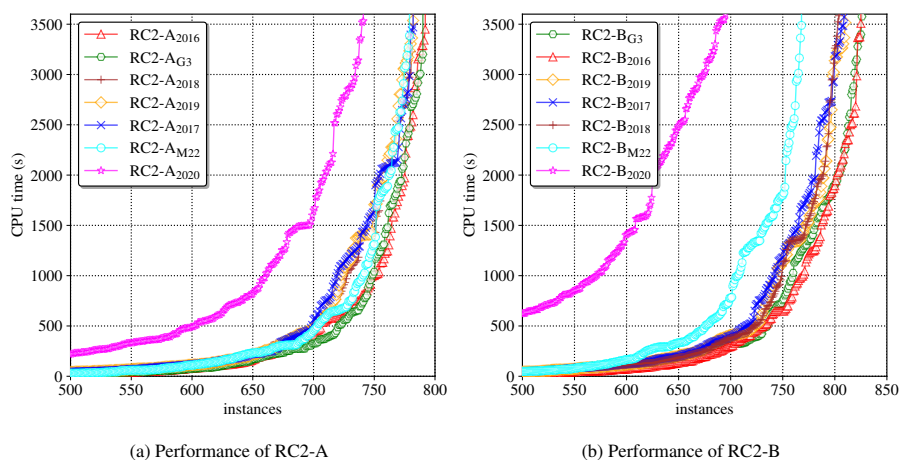 3500
3000
2500
2000
1500
1000
500
0
CPU time (s)
500
550
600
650
700
750
800
instances
RC2-A2016
RC2-AG3
RC2-A2018
RC2-A2019
RC2-A2017
RC2-AM22
RC2-A2020
(a) Performance of RC2-A
3500
3000
2500
2000
1500
1000
500
0
CPU time (s)
500
550
600
650
700
750
800
850
instances
RC2-BG3
RC2-B2016
RC2-B2019
RC2-B2017
RC2-B2018
RC2-BM22
RC2-B2020
(b) Performance of RC2-B